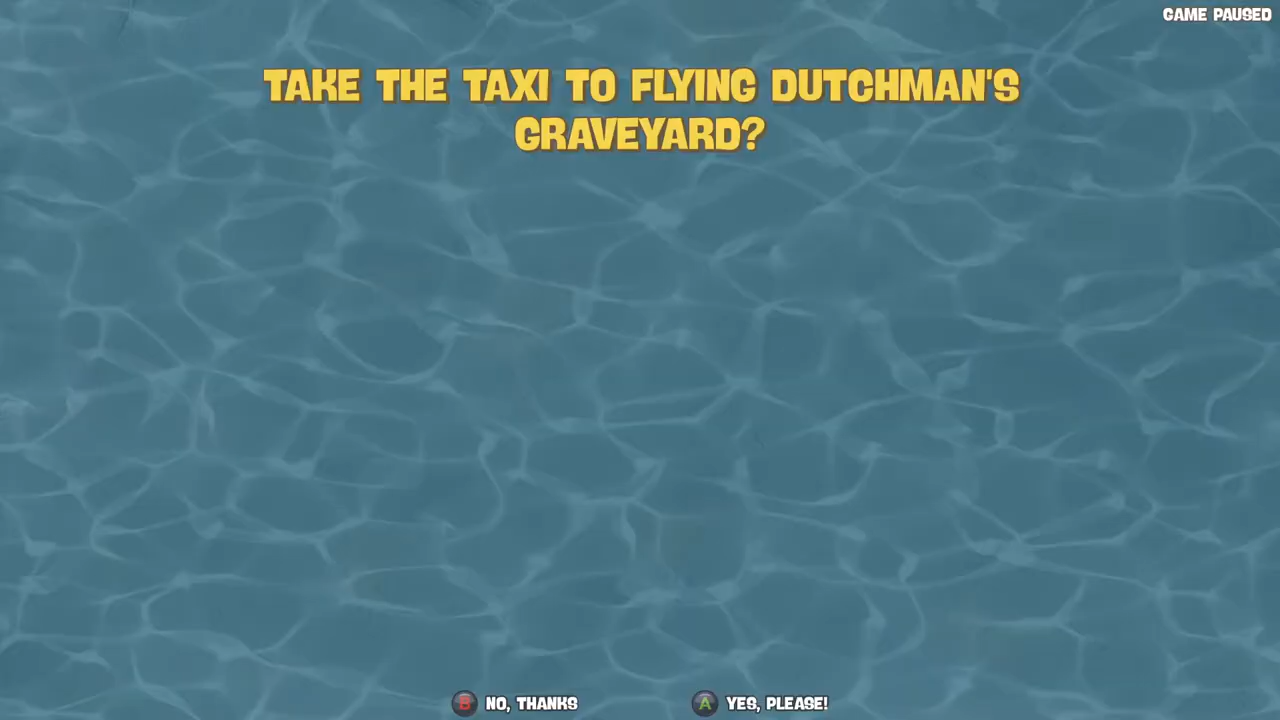 GAME PAUSED
TAKE THE TAXI TO FLYING DUTCHMAN'S
GRAVEYARD?
B NO, THANKS
A YES, PLEASE!